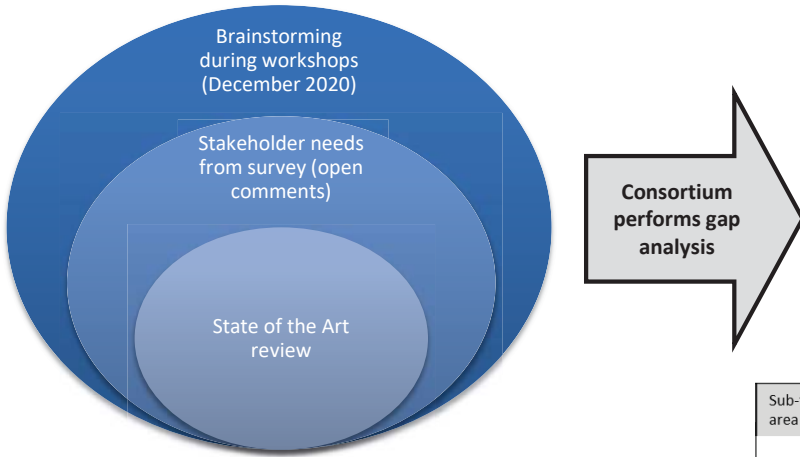 Brainstorming
during workshops
(December 2020)
Stakeholder needs
from survey (open
comments)
State of the Art
review
Consortium
performs gap
analysis
Sub-
area